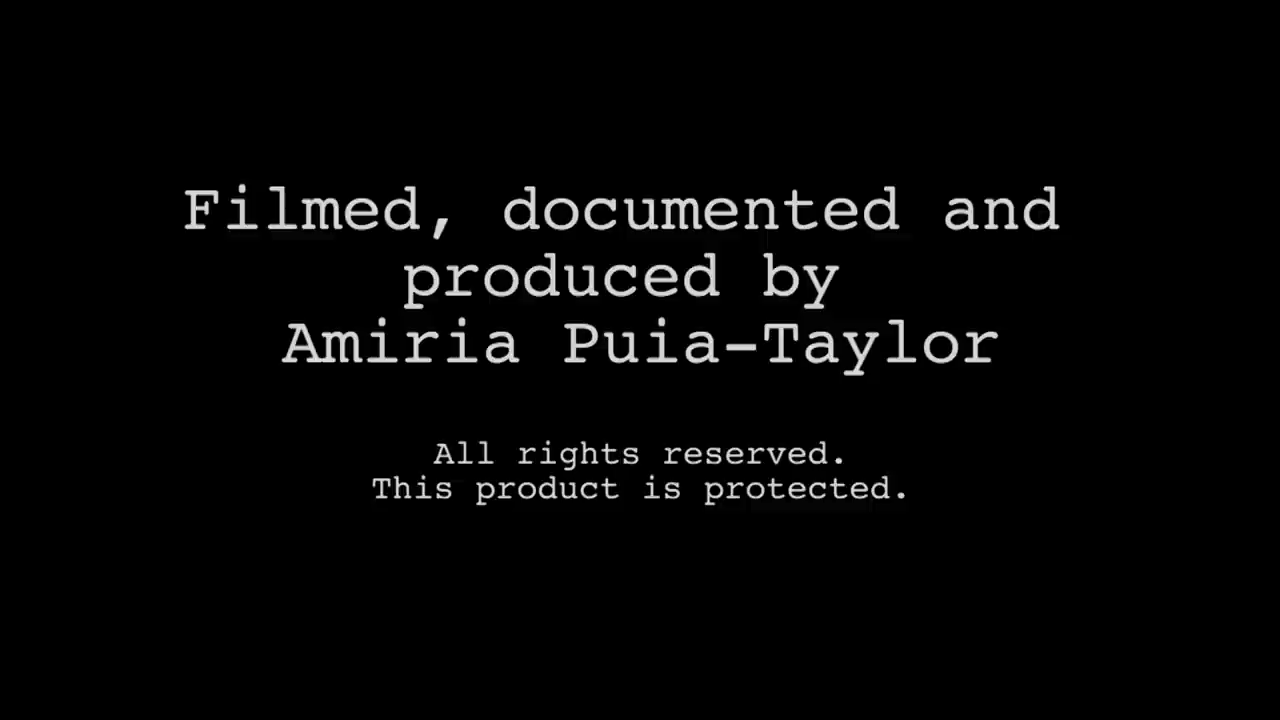 Filmed, documented and
produced by
Amiria Puia-Taylor
All rights reserved.
This product is protected.